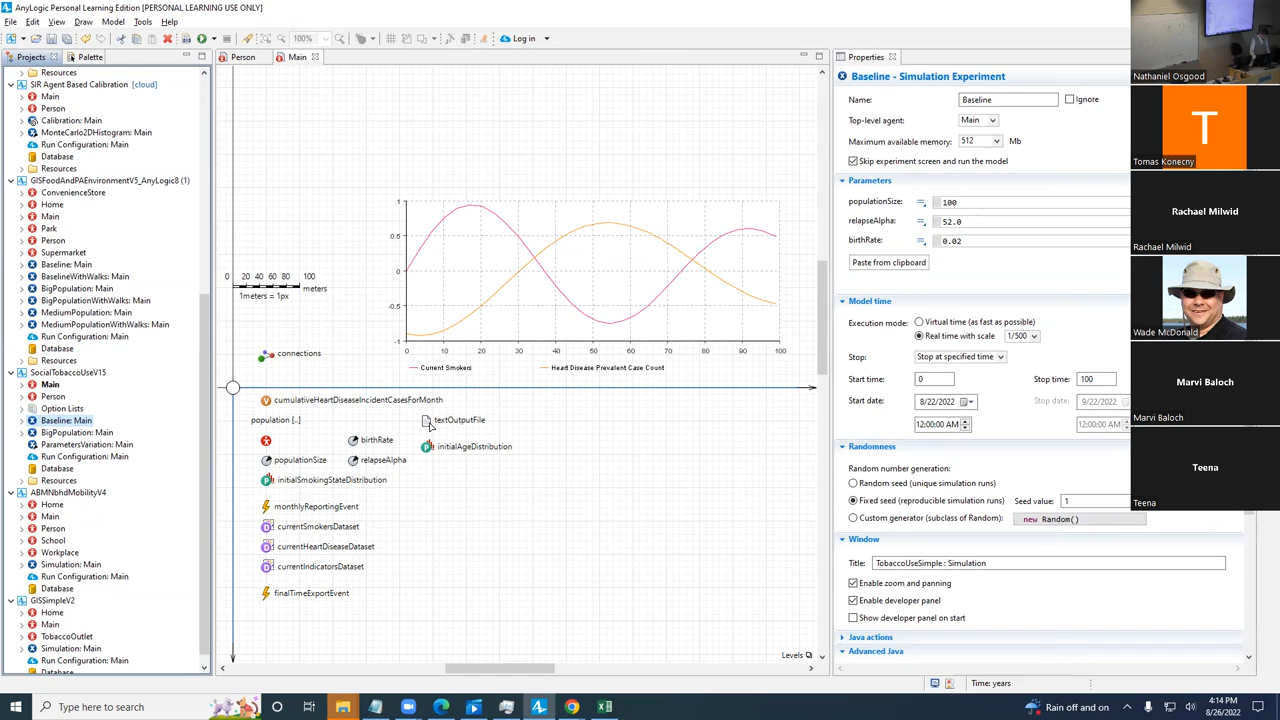 AnyLogic Personal Learning Edition [PERSONAL LEARNING USE ONLY]
File Edit View Draw Model Tools Help
100%
Log in
Projects
Palette
Person
Main
Properties
Resources
SIR Agent Based Calibration [cloud]
Main
Person
Calibration: Main
MonteCarlo2DHistogram: Main
Run Configuration: Main
Database
Resources
GISFoodAndPAEnvironmentV5_AnyLogic8 (1)
ConvenienceStore
Home
Main
Park
Person
Supermarket
Baseline: Main
BaselineWithWalks: Main
BigPopulation: Main
BigPopulationWithWalks: Main
MediumPopulation: Main
MediumPopulationWithWalks: Main
Run Configuration: Main
Database
Resources
SocialTobaccoUseV15
Main
Person
Option Lists
Baseline: Main
BigPopulation: Main
ParametersVariation: Main
Run Configuration: Main
Database
Resources
ABMNbhdMobilityV4
Home
Main
Person
School
Workplace
Simulation: Main
Run Configuration: Main
Database
GISSimpleV2
Home
Main
TobaccoOutlet
Simulation: Main
Run Configuration: Main
Database
1
0.5
0
-0.5
-1
0 20 40 60 80 100
Current Smokers
Heart Disease Prevalent Case Count
0 20 40 60 80 100
meters
1meters = 1px
connections
cumulativeHeartDiseaseIncidentCasesForMonth
population [..]
textOutputFile
birthRate
initialAgeDistribution
populationSize
relapseAlpha
initialSmokingStateDistribution
monthlyReportingEvent
currentSmokersDataset
currentHeartDiseaseDataset
currentIndicatorsDataset
finalTimeExportEvent
Levels
Baseline - Simulation Experiment
Name: Baseline Ignore
Top-level agent: Main
Maximum available memory: 512 Mb
Skip experiment screen and run the model
Parameters
populationSize: 100
relapseAlpha: 52.0
birthRate: 0.02
Paste from clipboard
Model time
Execution mode: Virtual time (as fast as possible)
Real time with scale 1/500
Stop: Stop at specified time
Start time: 0 Stop time: 100
Start date: 8/22/2022 Stop date: 9/22/2022
12:00:00 AM 12:00:00 AM
Randomness
Random number generation:
Random seed (unique simulation runs)
Fixed seed (reproducible simulation runs) Seed value: 1
Custom generator (subclass of Random): new Random()
Window
Title: TobaccoUseSimple : Simulation
Enable zoom and panning
Enable developer panel
Show developer panel on start
Java actions
Advanced Java
Time: years
Nathaniel Osgood
T
Tomas Konecny
Rachael Milwid
Rachael Milwid
Wade McDonald
Marvi Baloch
Marvi Baloch
Teena
Teena
Type here to search
Rain off and on
4:14 PM
8/26/2022